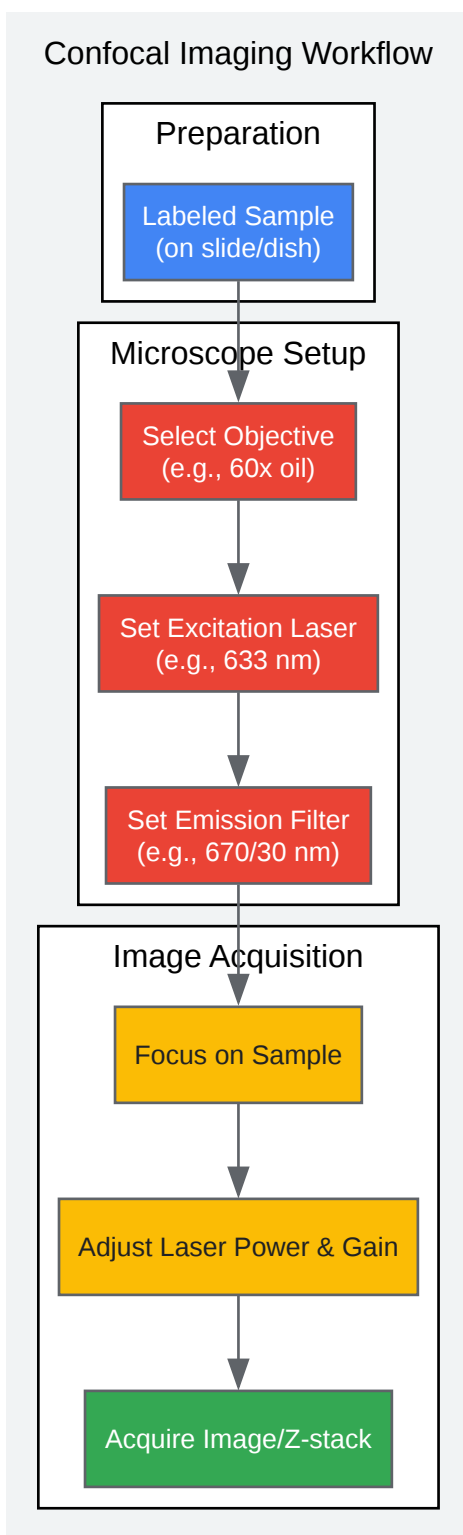 Confocal Imaging Workflow
Preparation
Labeled Sample
(on slide/dish)
Microscope Setup
Select Objective
(e.g., 60x oil)
Set Excitation Laser
(e.g., 633 nm)
Set Emission Filter
(e.g., 670/30 nm)
Image Acquisition
Focus on Sample
Adjust Laser Power & Gain
Acquire Image/Z-stack